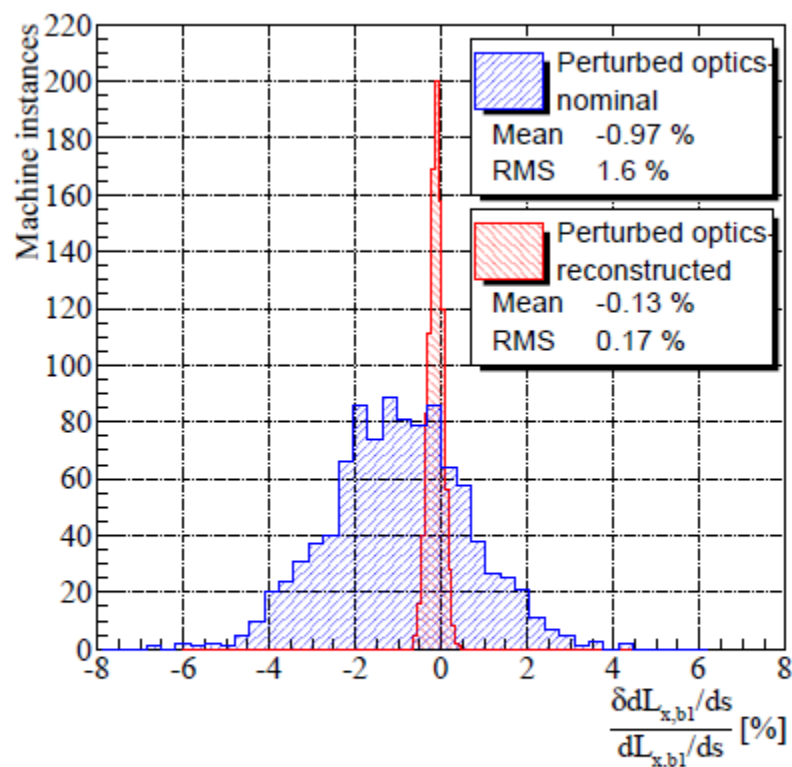 Machine instances
220
200
180
160
140
120
100
80
60
40
20
0
Perturbed optics-
nominal
Mean -0.97 %
RMS 1.6 %
Perturbed optics-
reconstructed
Mean -0.13 %
RMS 0.17 %
-8 -6 -4 -2 0 2 4 6 8
δdL_x,b1/ds
dL_x,b1/ds [%]